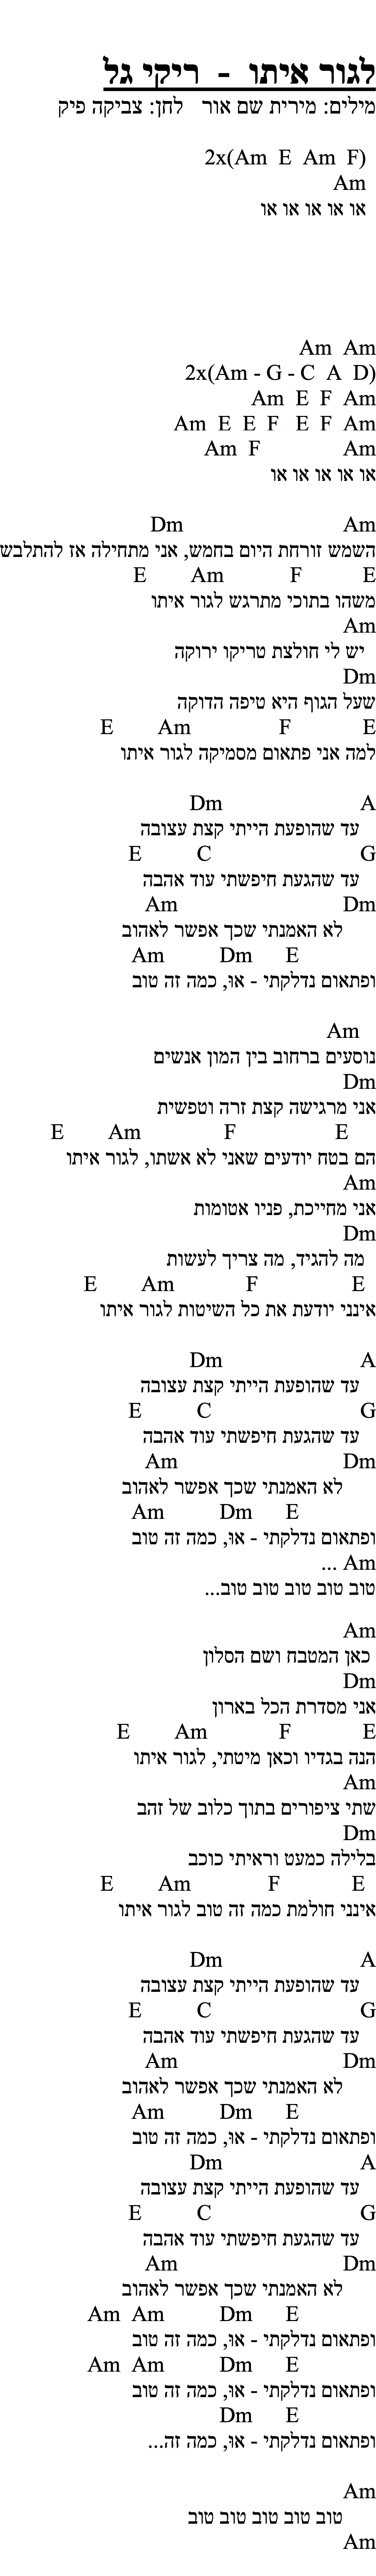 לגור איתו - ריקי גל
מילים: מירית שם אור לחן: צביקה פיק
2x(Am E Am F)
Am
או או או או או
Am Am
2x(Am - G - C A D)
Am E F Am
Am E E F E F Am
Am F Am
או או או או או
Dm Am
השמש זורחת היום בחמש, אני מתחילה אז להתלבש
E Am F E
משהו בתוכי מתרגש לגור איתו
Am
יש לי חולצת טריקו ירוקה
Dm
שעל הגוף היא טיפה הדוקה
E Am F E
למה אני פתאום מסמיקה לגור איתו
Dm A
עד שהופעת הייתי קצת עצובה
E C G
עד שהגעת חיפשתי עוד אהבה
Am Dm
לא האמנתי שכך אפשר לאהוב
Am Dm E
ופתאום נדלקתי - אוּ, כמה זה טוב
Am
נוסעים ברחוב בין המון אנשים
Dm
אני מרגישה קצת זרה וטפשית
E Am F E
הם בטח יודעים שאני לא אשתו, לגור איתו
Am
אני מחייכת, פניו אטומות
Dm
מה להגיד, מה צריך לעשות
E Am F E
אינני יודעת את כל השיטות לגור איתו
Dm A
עד שהופעת הייתי קצת עצובה
E C G
עד שהגעת חיפשתי עוד אהבה
Am Dm
לא האמנתי שכך אפשר לאהוב
Am Dm E
ופתאום נדלקתי - אוּ, כמה זה טוב
... Am
טוב טוב טוב טוב טוב...
Am
כאן המטבח ושם הסלון
Dm
אני מסדרת הכל בארון
E Am F E
הנה בגדיו וכאן מיטתי, לגור איתו
Am
שתי ציפורים בתוך כלוב של זהב
Dm
בלילה כמעט וראיתי כוכב
E Am F E
אינני חולמת כמה זה טוב לגור איתו
Dm A
עד שהופעת הייתי קצת עצובה
E C G
עד שהגעת חיפשתי עוד אהבה
Am Dm
לא האמנתי שכך אפשר לאהוב
Am Dm E
ופתאום נדלקתי - אוּ, כמה זה טוב
Dm A
עד שהופעת הייתי קצת עצובה
E C G
עד שהגעת חיפשתי עוד אהבה
Am Dm
לא האמנתי שכך אפשר לאהוב
Am Am Dm E
ופתאום נדלקתי - אוּ, כמה זה טוב
Am Am Dm E
ופתאום נדלקתי - אוּ, כמה זה טוב
Dm E
ופתאום נדלקתי - אוּ, כמה זה...
Am
טוב טוב טוב טוב טוב
Am